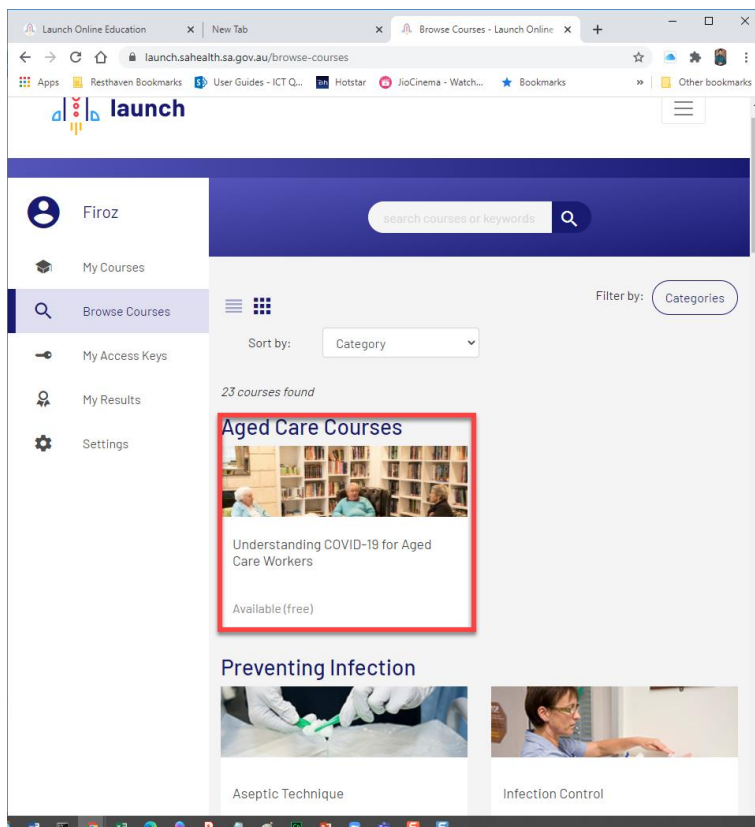 Launch Online Education
New Tab
Browse Courses - Launch Online
launch.sahealth.sa.gov.au/browse-courses
Apps Resthaven Bookmarks User Guides - ICT Q... Hotstar JioCinema - Watch... Bookmarks » Other bookmarks
launch
Firoz
search courses or keywords
My Courses
Browse Courses
My Access Keys
My Results
Settings
Filter by: Categories
Sort by: Category
23 courses found
Aged Care Courses
Understanding COVID-19 for Aged
Care Workers
Available (free)
Preventing Infection
Aseptic Technique
Infection Control